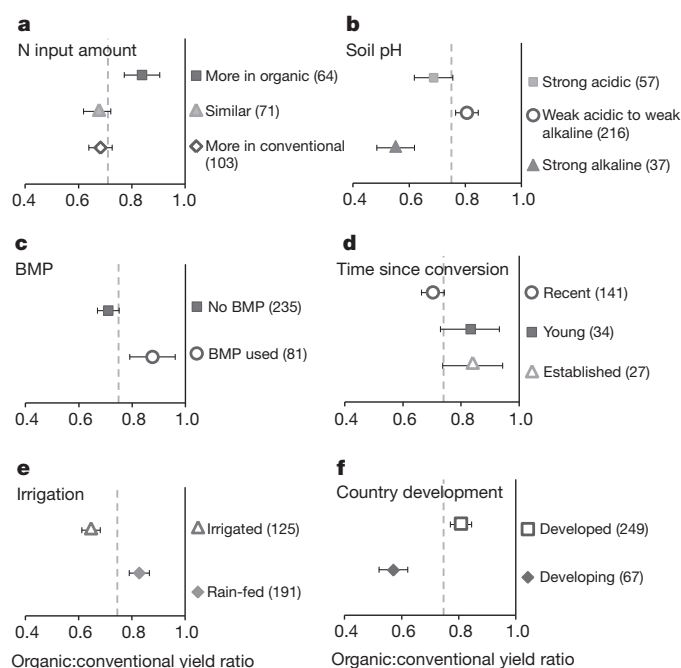 a
N input amount
More in organic (64)
Similar (71)
More in conventional
(103)
0.4 0.6 0.8 1.0
b
Soil pH
Strong acidic (57)
Weak acidic to weak
alkaline (216)
Strong alkaline (37)
0.4 0.6 0.8 1.0
c
BMP
No BMP (235)
BMP used (81)
0.4 0.6 0.8 1.0
d
Time since conversion
Recent (141)
Young (34)
Established (27)
0.4 0.6 0.8 1.0
e
Irrigation
Irrigated (125)
Rain-fed (191)
0.4 0.6 0.8 1.0
Organic:conventional yield ratio
f
Country development
Developed (249)
Developing (67)
0.4 0.6 0.8 1.0
Organic:conventional yield ratio